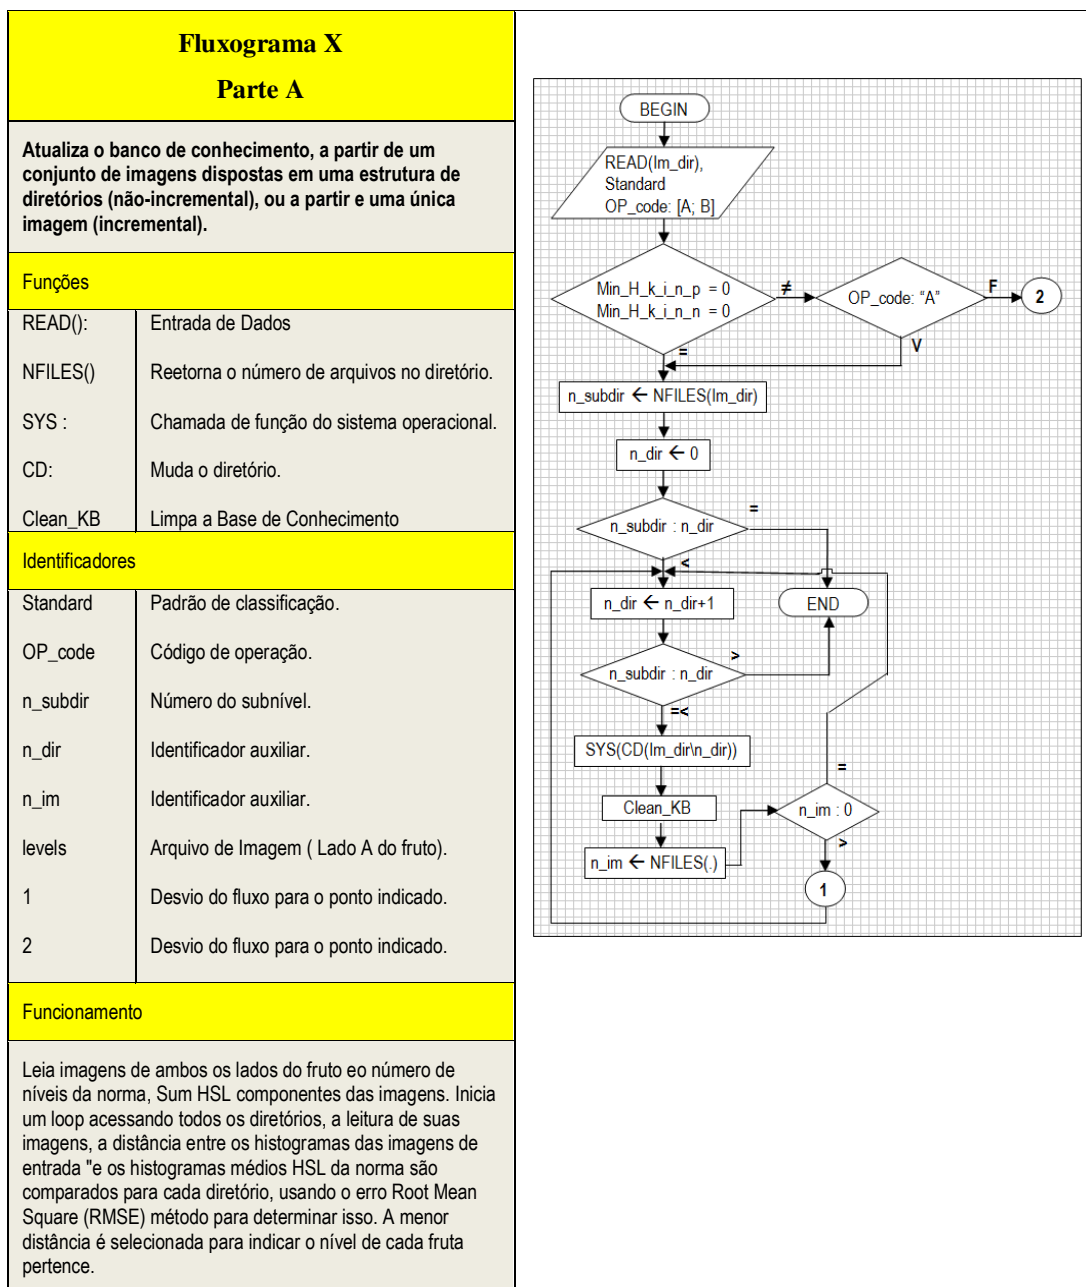 Fluxograma X
Parte A
Atualiza o banco de conhecimento, a partir de um
conjunto de imagens dispostas em uma estrutura de
diretórios (não-incremental), ou a partir e uma única
imagem (incremental).
Funções
READ(): Entrada de Dados
NFILES() Reetorna o número de arquivos no diretório.
SYS : Chamada de função do sistema operacional.
CD: Muda o diretório.
Clean_KB Limpa a Base de Conhecimento
Identificadores
Standard Padrão de classificação.
OP_code Código de operação.
n_subdir Número do subnível.
n_dir Identificador auxiliar.
n_im Identificador auxiliar.
levels Arquivo de Imagem ( Lado A do fruto).
1 Desvio do fluxo para o ponto indicado.
2 Desvio do fluxo para o ponto indicado.
Funcionamento
Leia imagens de ambos os lados do fruto eo número de
níveis da norma, Sum HSL componentes das imagens. Inicia
um loop acessando todos os diretórios, a leitura de suas
imagens, a distância entre os histogramas das imagens de
entrada "e os histogramas médios HSL da norma são
comparados para cada diretório, usando o erro Root Mean
Square (RMSE) método para determinar isso. A menor
distância é selecionada para indicar o nível de cada fruta
pertence.
BEGIN
READ(Im_dir),
Standard
OP_code: [A; B]
Min_H_k_i_n_p = 0
Min_H_k_i_n_n = 0
≠
OP_code: “A”
F
2
V
=
n_subdir ← NFILES(Im_dir)
n_dir ← 0
n_subdir : n_dir
=
<
n_dir ← n_dir+1
END
n_subdir : n_dir
>
=<
SYS(CD(Im_dir\n_dir))
Clean_KB
n_im ← NFILES(.)
=
n_im : 0
>
1